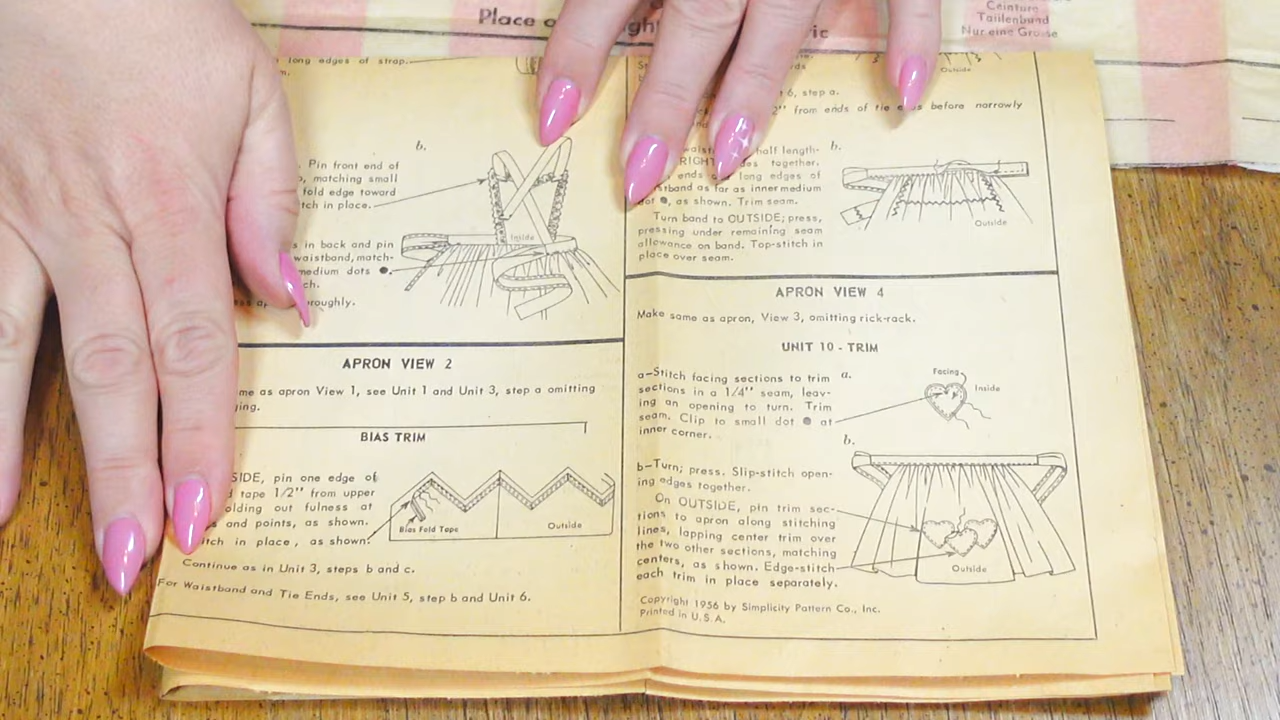 Place o
ght
ric
Ceinture
Taillenbund
Nur eine Grosse
long edges of strap.
m.
b.
. Pin front end of
, matching small
fold edge toward
tch in place.
Inside
s in back and pin
waistband, match-
medium dots ●.
ch.
roughly.
APRON VIEW 2
me as apron View 1, see Unit 1 and Unit 3, step a omitting
ing.
BIAS TRIM
SIDE, pin one edge of
tape 1/2" from upper
olding out fulness at
s and points, as shown.
itch in place, as shown.
Bias Fold Tape
Outside
Continue as in Unit 3, steps b and c.
For Waistband and Tie Ends, see Unit 5, step b and Unit 6.
Outside
6, step a.
2" from ends of tie ends before narrowly
half length-
RIGHT
together.
ends
long edges of
as far as inner medium
dot ●, as shown. Trim seam.
Turn band to OUTSIDE; press,
pressing under remaining seam
allowance on band. Top-stitch in
place over seam.
b.
Outside
APRON VIEW 4
Make same as apron, View 3, omitting rick-rack.
UNIT 10 - TRIM
a—Stitch facing sections to trim
sections in a 1/4" seam, leav-
ing an opening to turn. Trim
seam. Clip to small dot ● at
inner corner.
a.
Facing
Inside
b—Turn; press. Slip-stitch open-
ing edges together.
On OUTSIDE, pin trim sec-
tions to apron along stitching
lines, lapping center trim over
the two other sections, matching
centers, as shown. Edge-stitch
each trim in place separately.
b.
Outside
Copyright 1956 by Simplicity Pattern Co., Inc.
Printed in U.S.A.